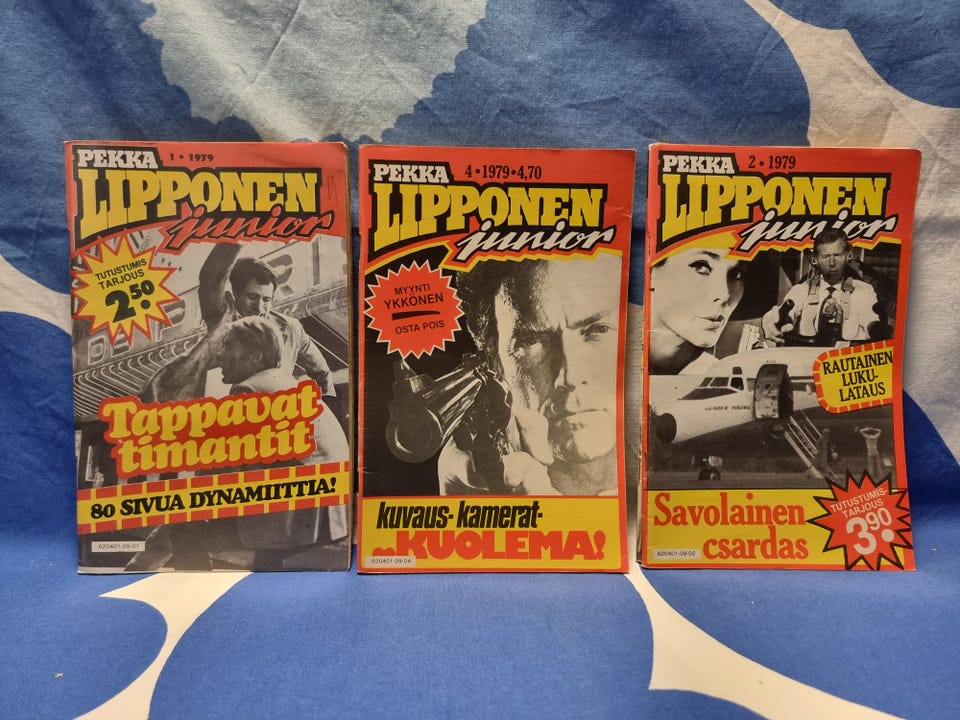 PEKKA 1 • 1979
LIPPONEN
junior
TUTUSTUMIS
TARJOUS
2.50
Tappavat
timantit
80 SIVUA DYNAMIITTIA!
620401-09-01
PEKKA 4 • 1979 • 4,70
LIPPONEN
junior
MYYNTI
YKKÖNEN
OSTA POIS
kuvaus- kamerat-
..KUOLEMA!
620401-09-04
PEKKA 2 • 1979
LIPPONEN
junior
RAUTAINEN
LUKU-
LATAUS
Savolainen
csardas
TUTUSTUMIS-
TARJOUS
3.90
620401-09-02